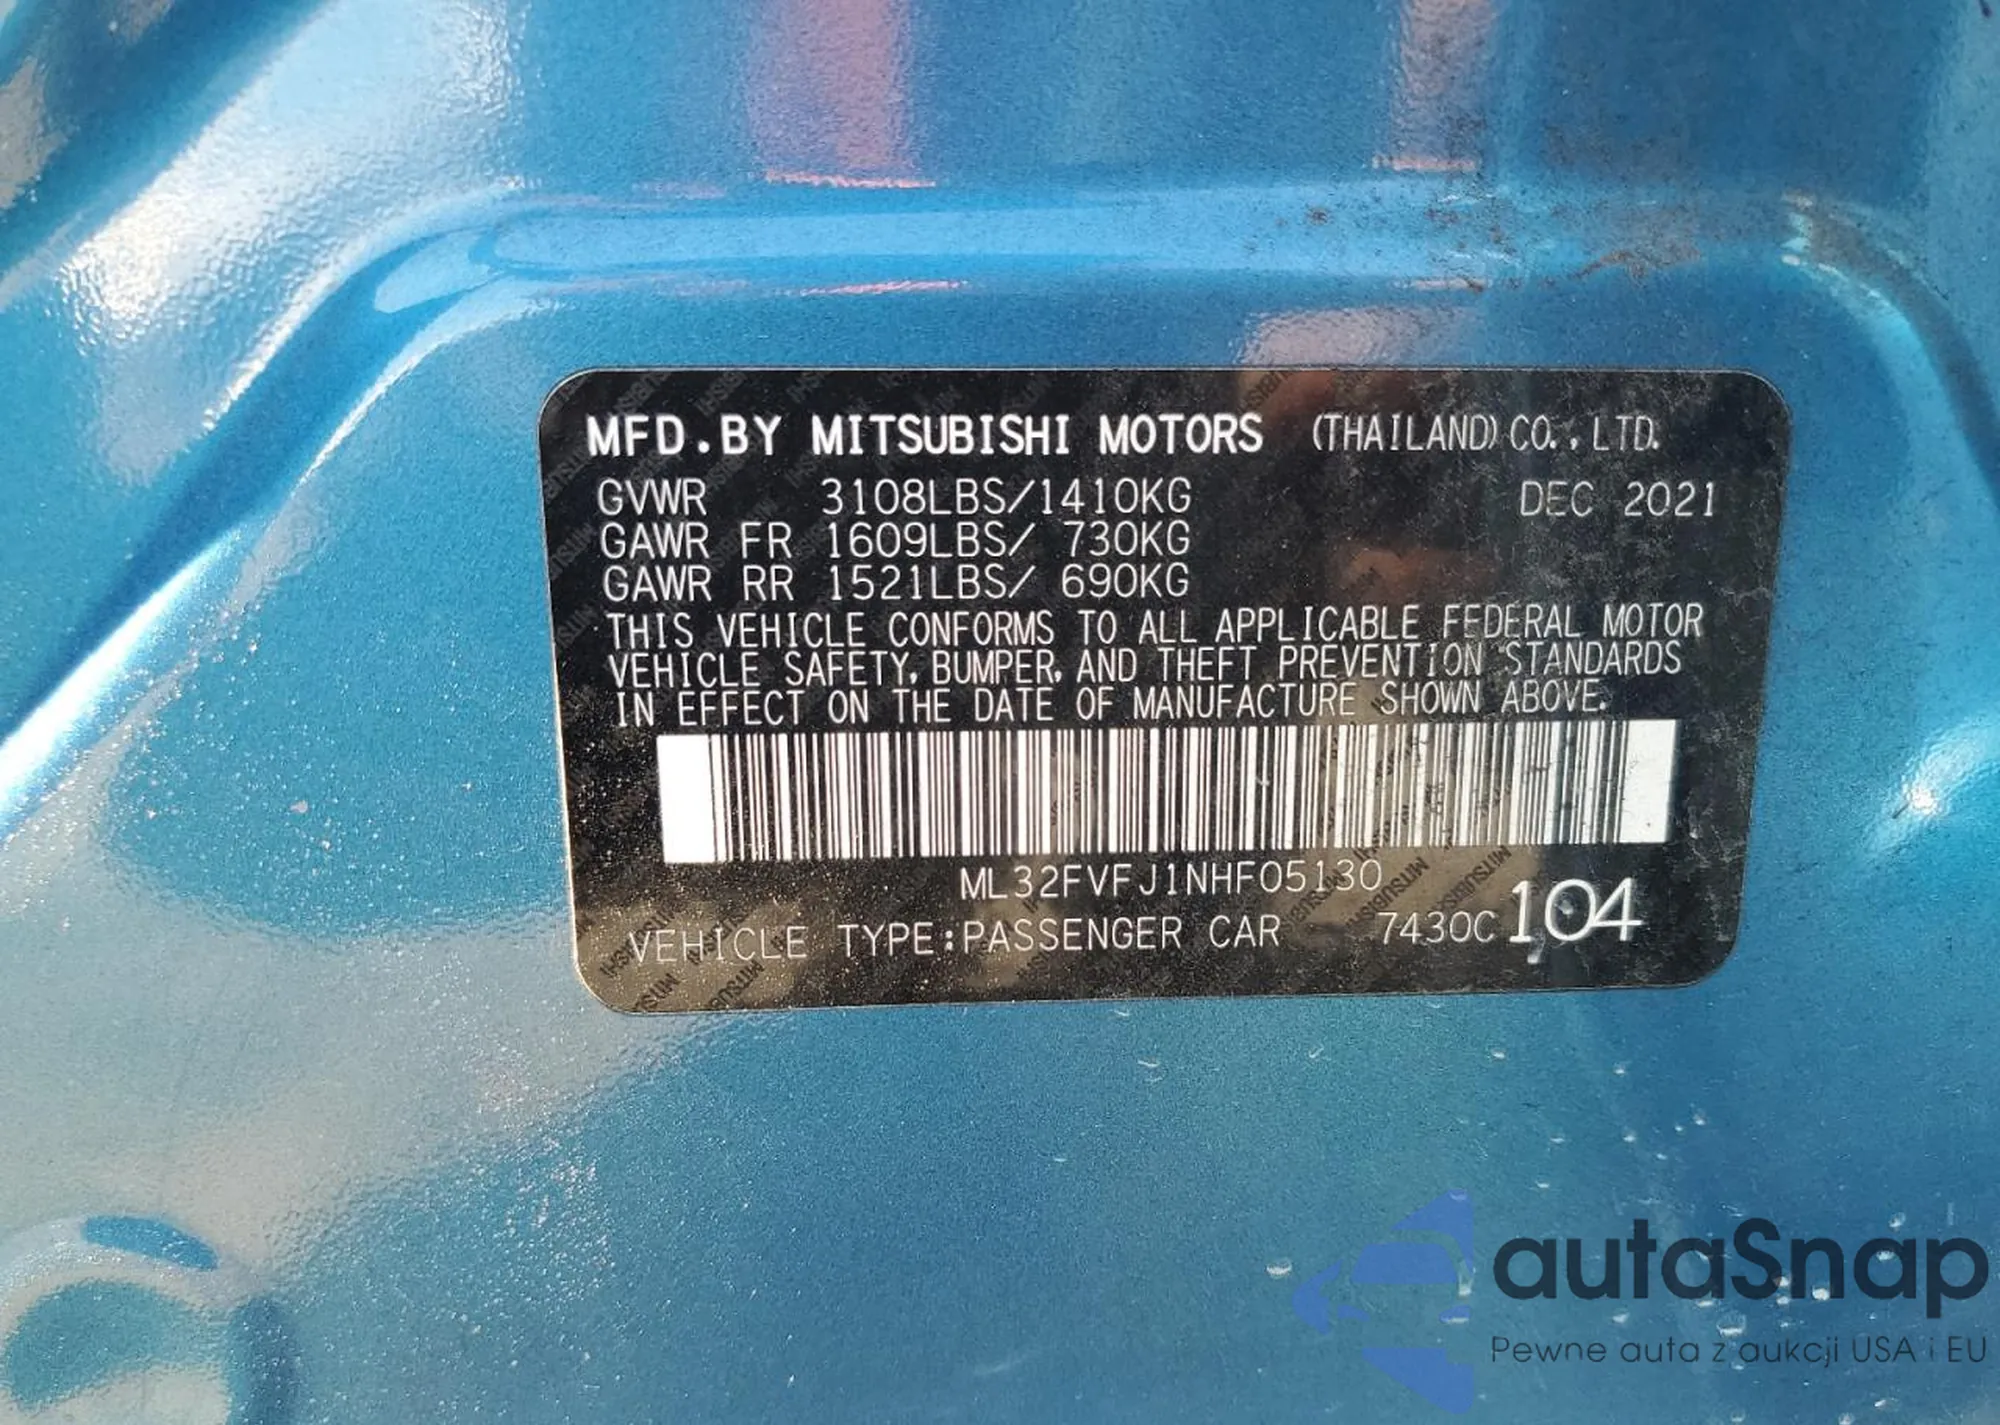 MFD.BY MITSUBISHI MOTORS (THAILAND) CO.,LTD.
GVWR 3108LBS/1410KG DEC 2021
GAWR FR 1609LBS/ 730KG
GAWR RR 1521LBS/ 690KG
THIS VEHICLE CONFORMS TO ALL APPLICABLE FEDERAL MOTOR
VEHICLE SAFETY, BUMPER, AND THEFT PREVENTION STANDARDS
IN EFFECT ON THE DATE OF MANUFACTURE SHOWN ABOVE.
ML32FVFJ1NHF05130
VEHICLE TYPE:PASSENGER CAR 7430C 104
autaSnap
Pewne auta z aukcji USA i EU